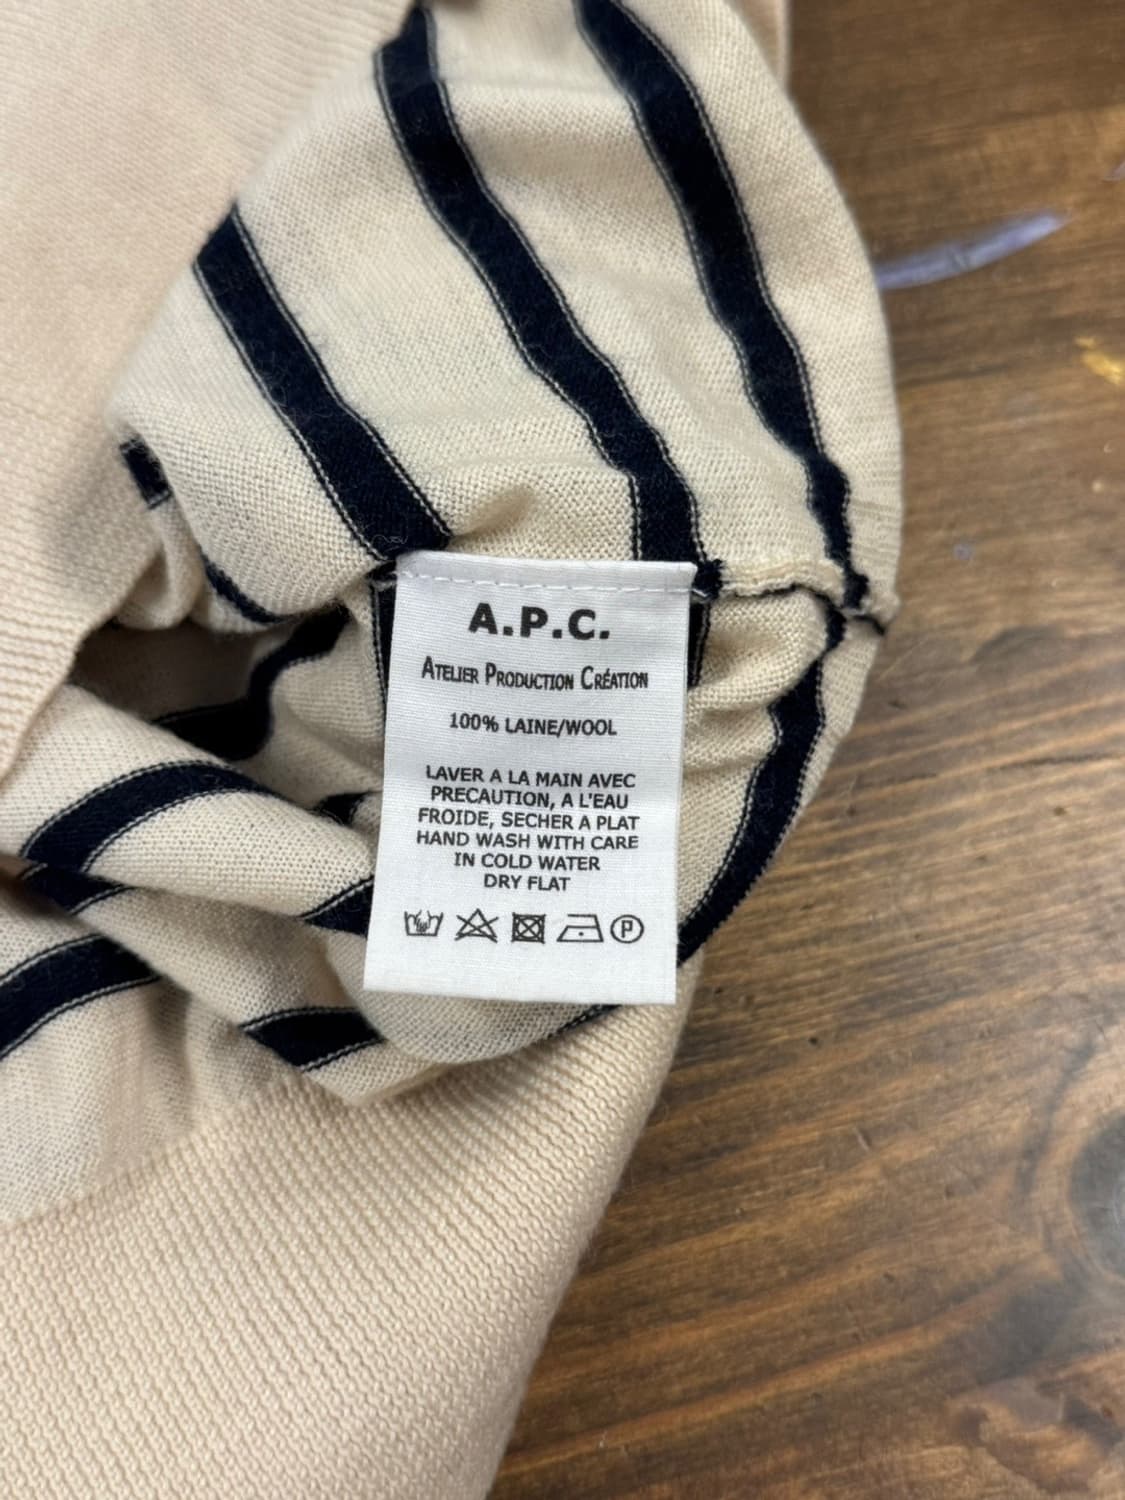 A.P.C.
ATELIER PRODUCTION CRÉATION
100% LAINE/WOOL
LAVER A LA MAIN AVEC
PRECAUTION, A L'EAU
FROIDE, SECHER A PLAT
HAND WASH WITH CARE
IN COLD WATER
DRY FLAT
P